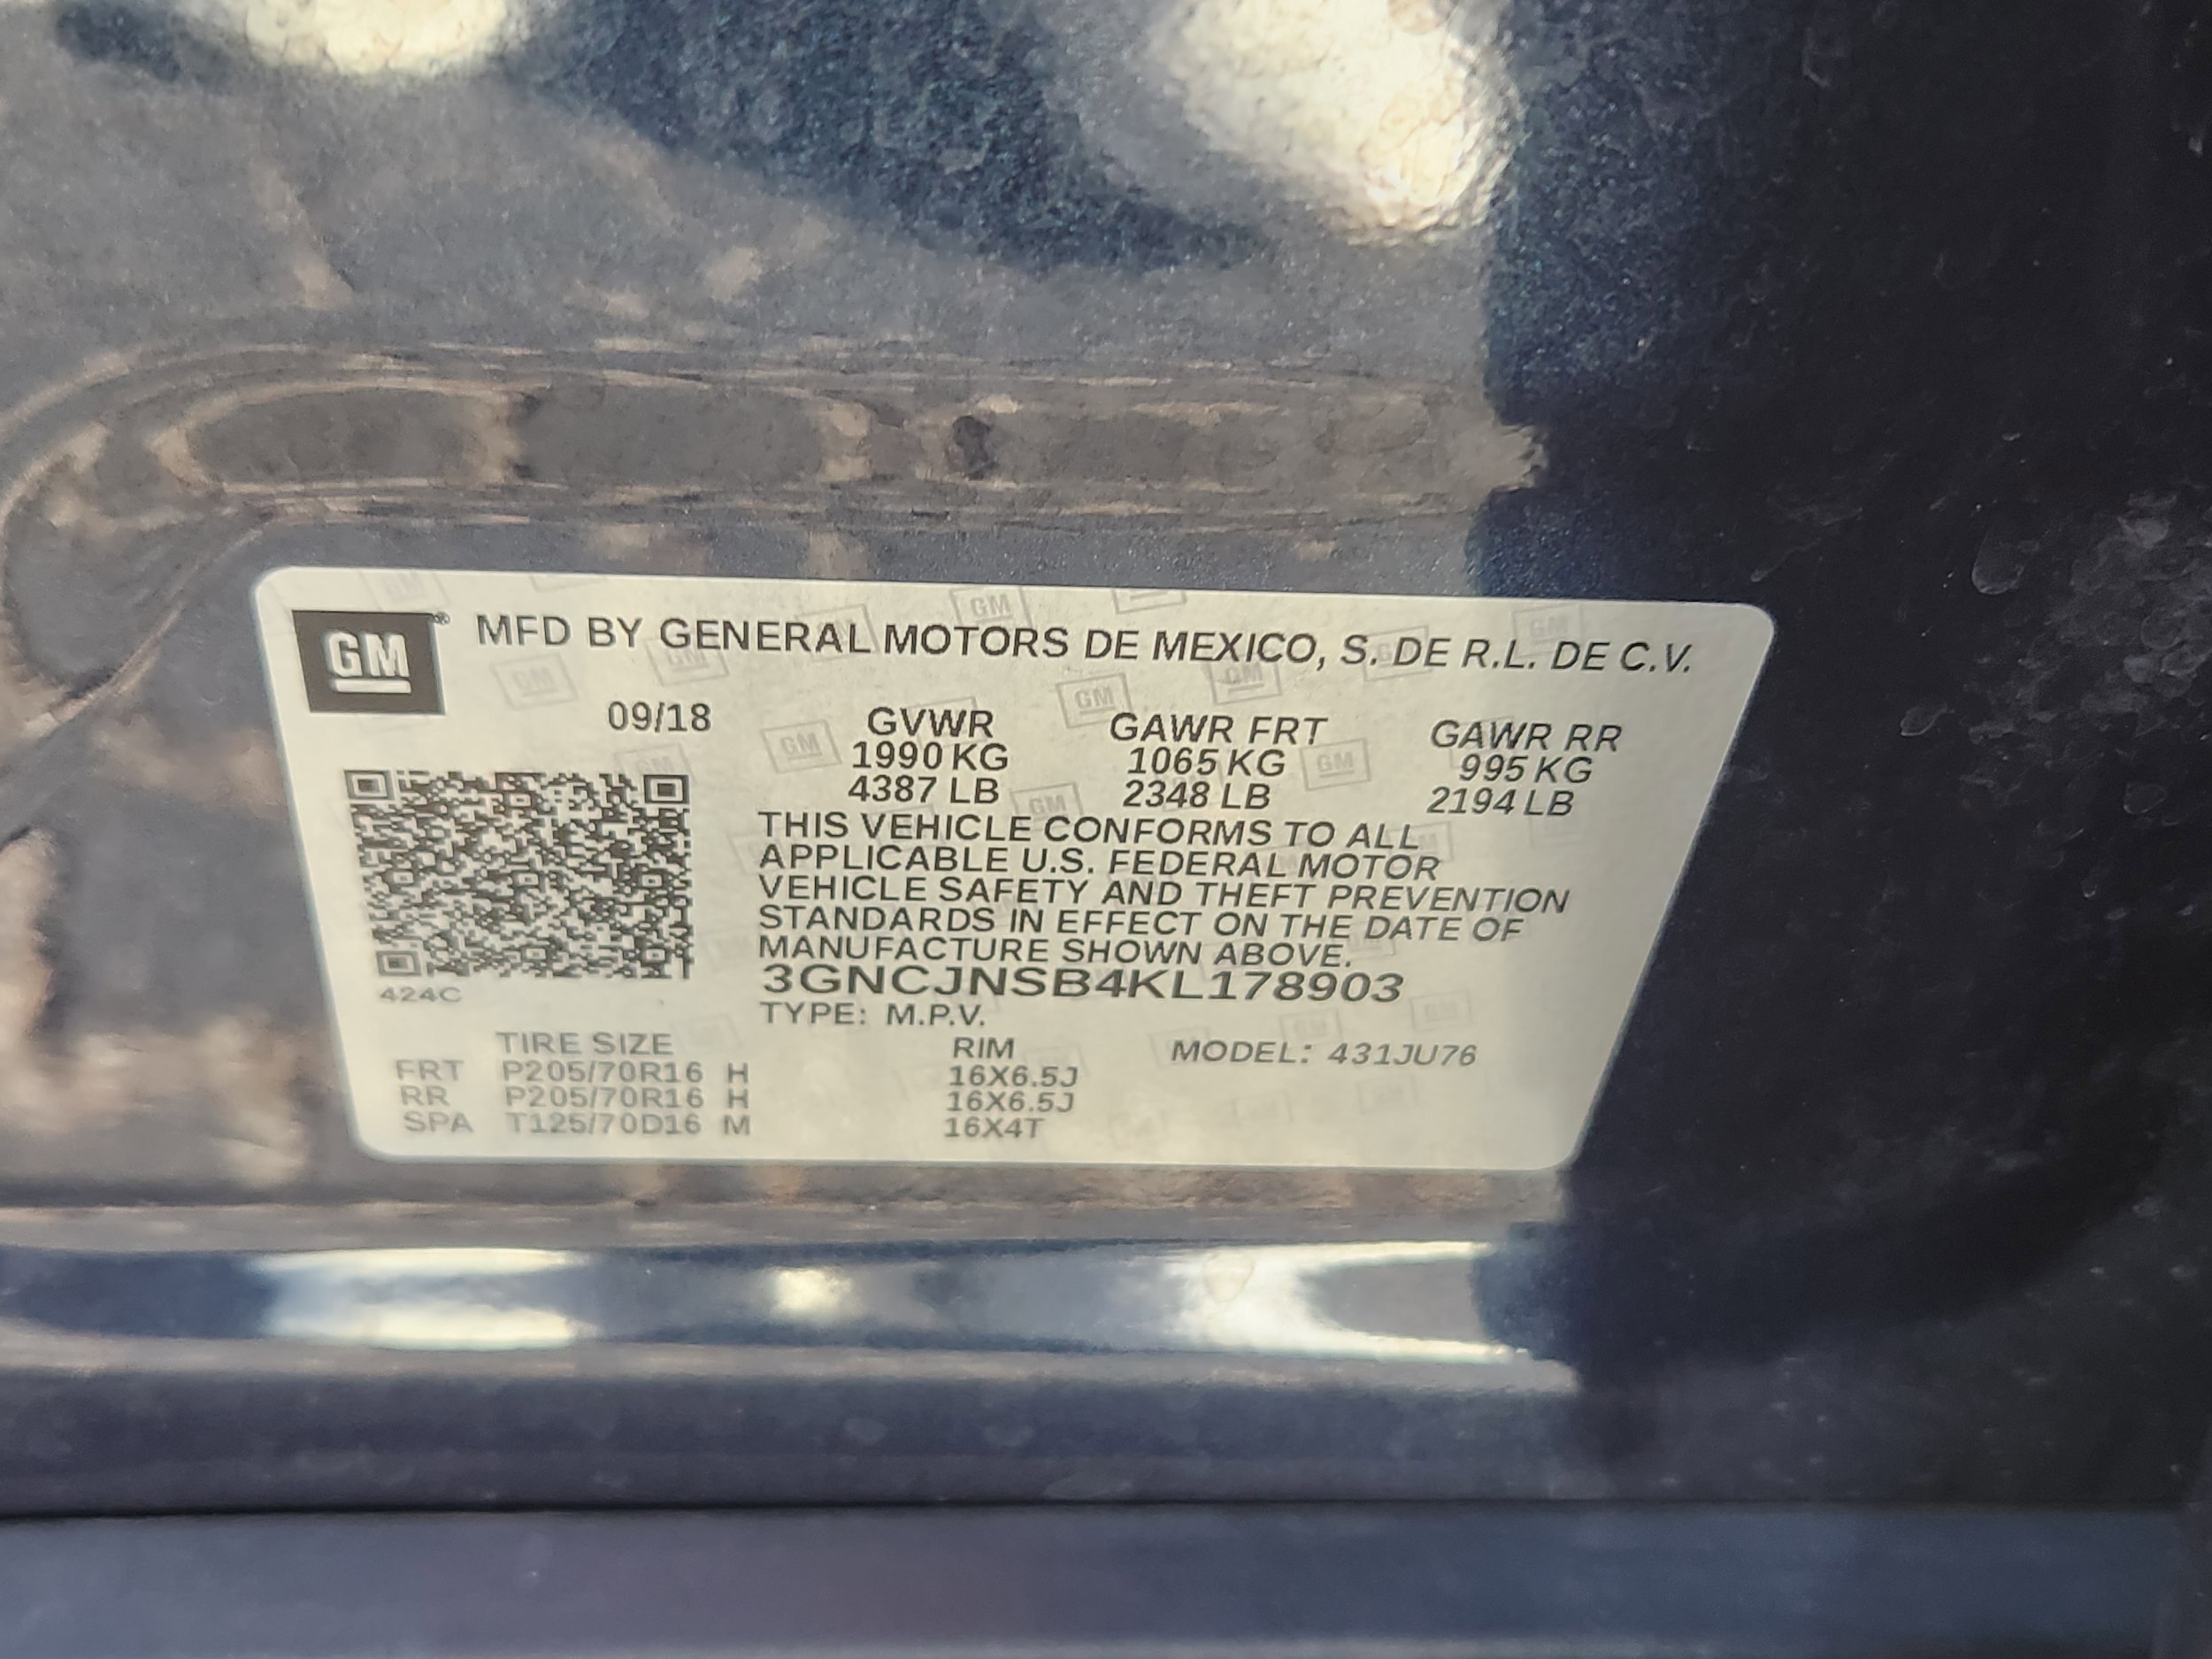 GM® MFD BY GENERAL MOTORS DE MEXICO, S. DE R.L. DE C.V.
09/18 GVWR GAWR FRT GAWR RR
1990 KG 1065 KG 995 KG
4387 LB 2348 LB 2194 LB
THIS VEHICLE CONFORMS TO ALL
APPLICABLE U.S. FEDERAL MOTOR
VEHICLE SAFETY AND THEFT PREVENTION
STANDARDS IN EFFECT ON THE DATE OF
MANUFACTURE SHOWN ABOVE.
3GNCJNSB4KL178903
424C
TYPE: M.P.V.
TIRE SIZE RIM MODEL: 431JU76
FRT P205/70R16 H 16X6.5J
RR P205/70R16 H 16X6.5J
SPA T125/70D16 M 16X4T